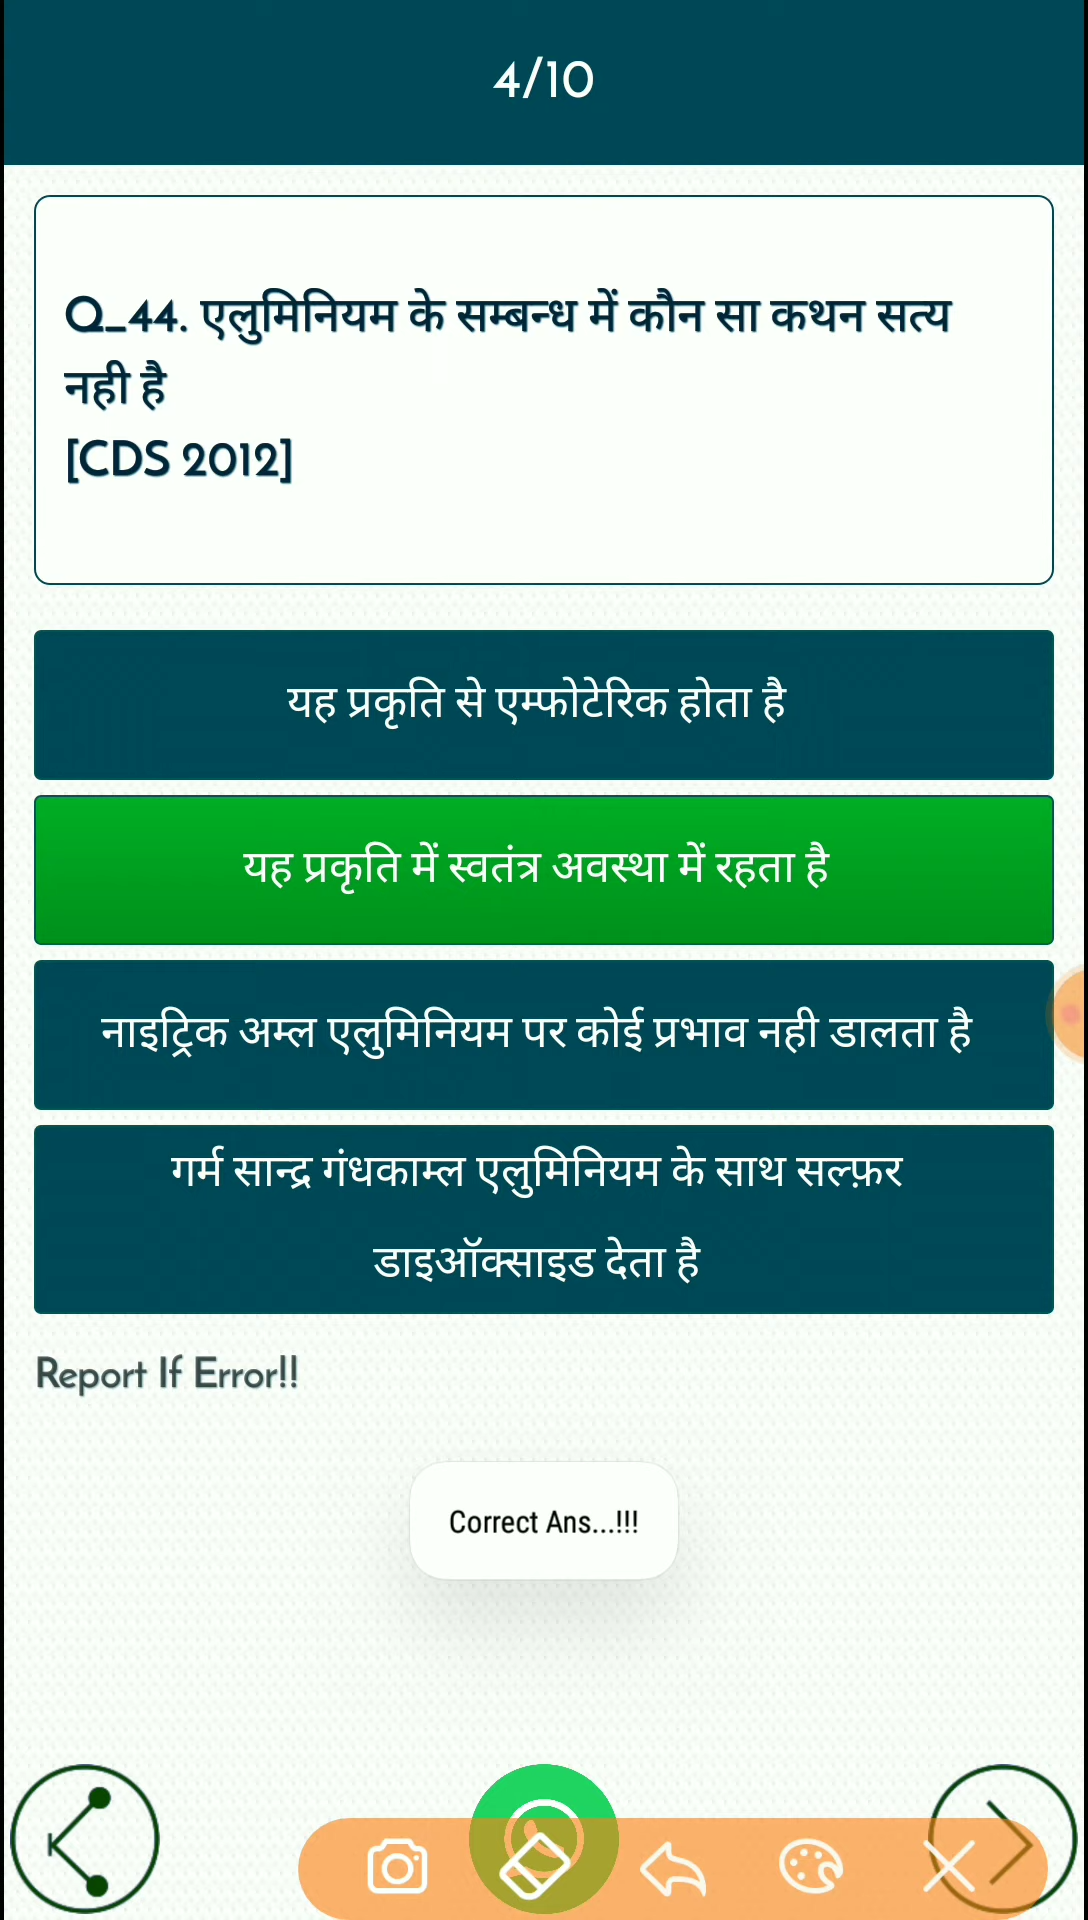 4/10
Q_44. एलुमिनियम के सम्बन्ध में कौन सा कथन सत्य
नही है
[CDS 2012]
यह प्रकृति से एम्फोटेरिक होता है
यह प्रकृति में स्वतंत्र अवस्था में रहता है
नाइट्रिक अम्ल एलुमिनियम पर कोई प्रभाव नही डालता है
गर्म सान्द्र गंधकाम्ल एलुमिनियम के साथ सल्फ़र
डाइऑक्साइड देता है
Report If Error!!
Correct Ans...!!!